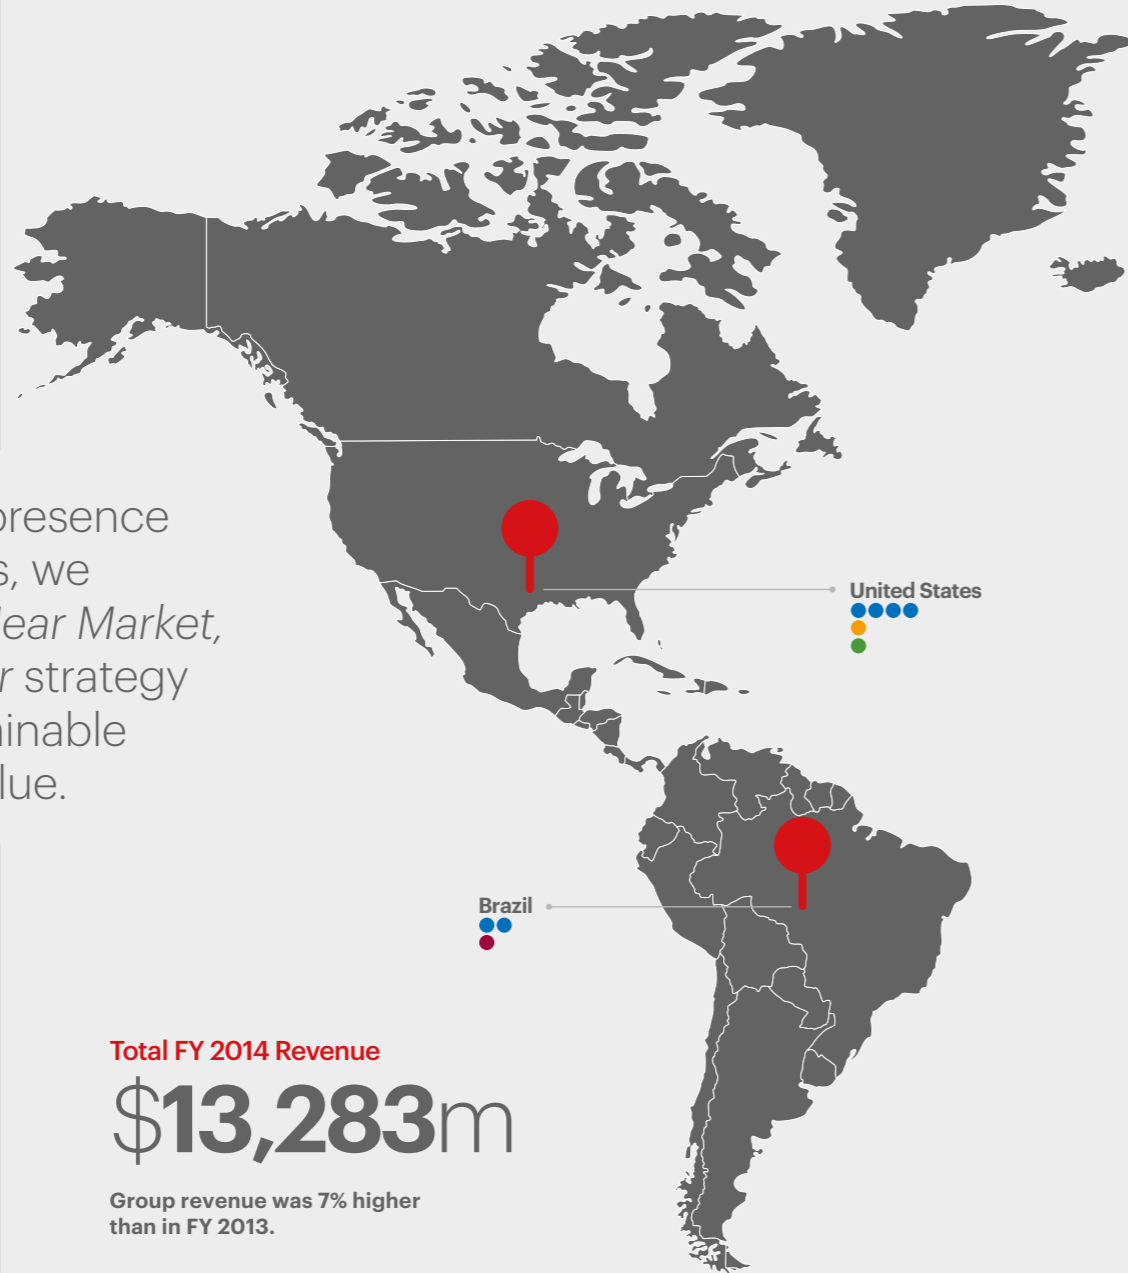 presence
s, we
ear Market,
r strategy
inable
lue.
United States
Brazil
Total FY 2014 Revenue
$13,283m
Group revenue was 7% higher
than in FY 2013.